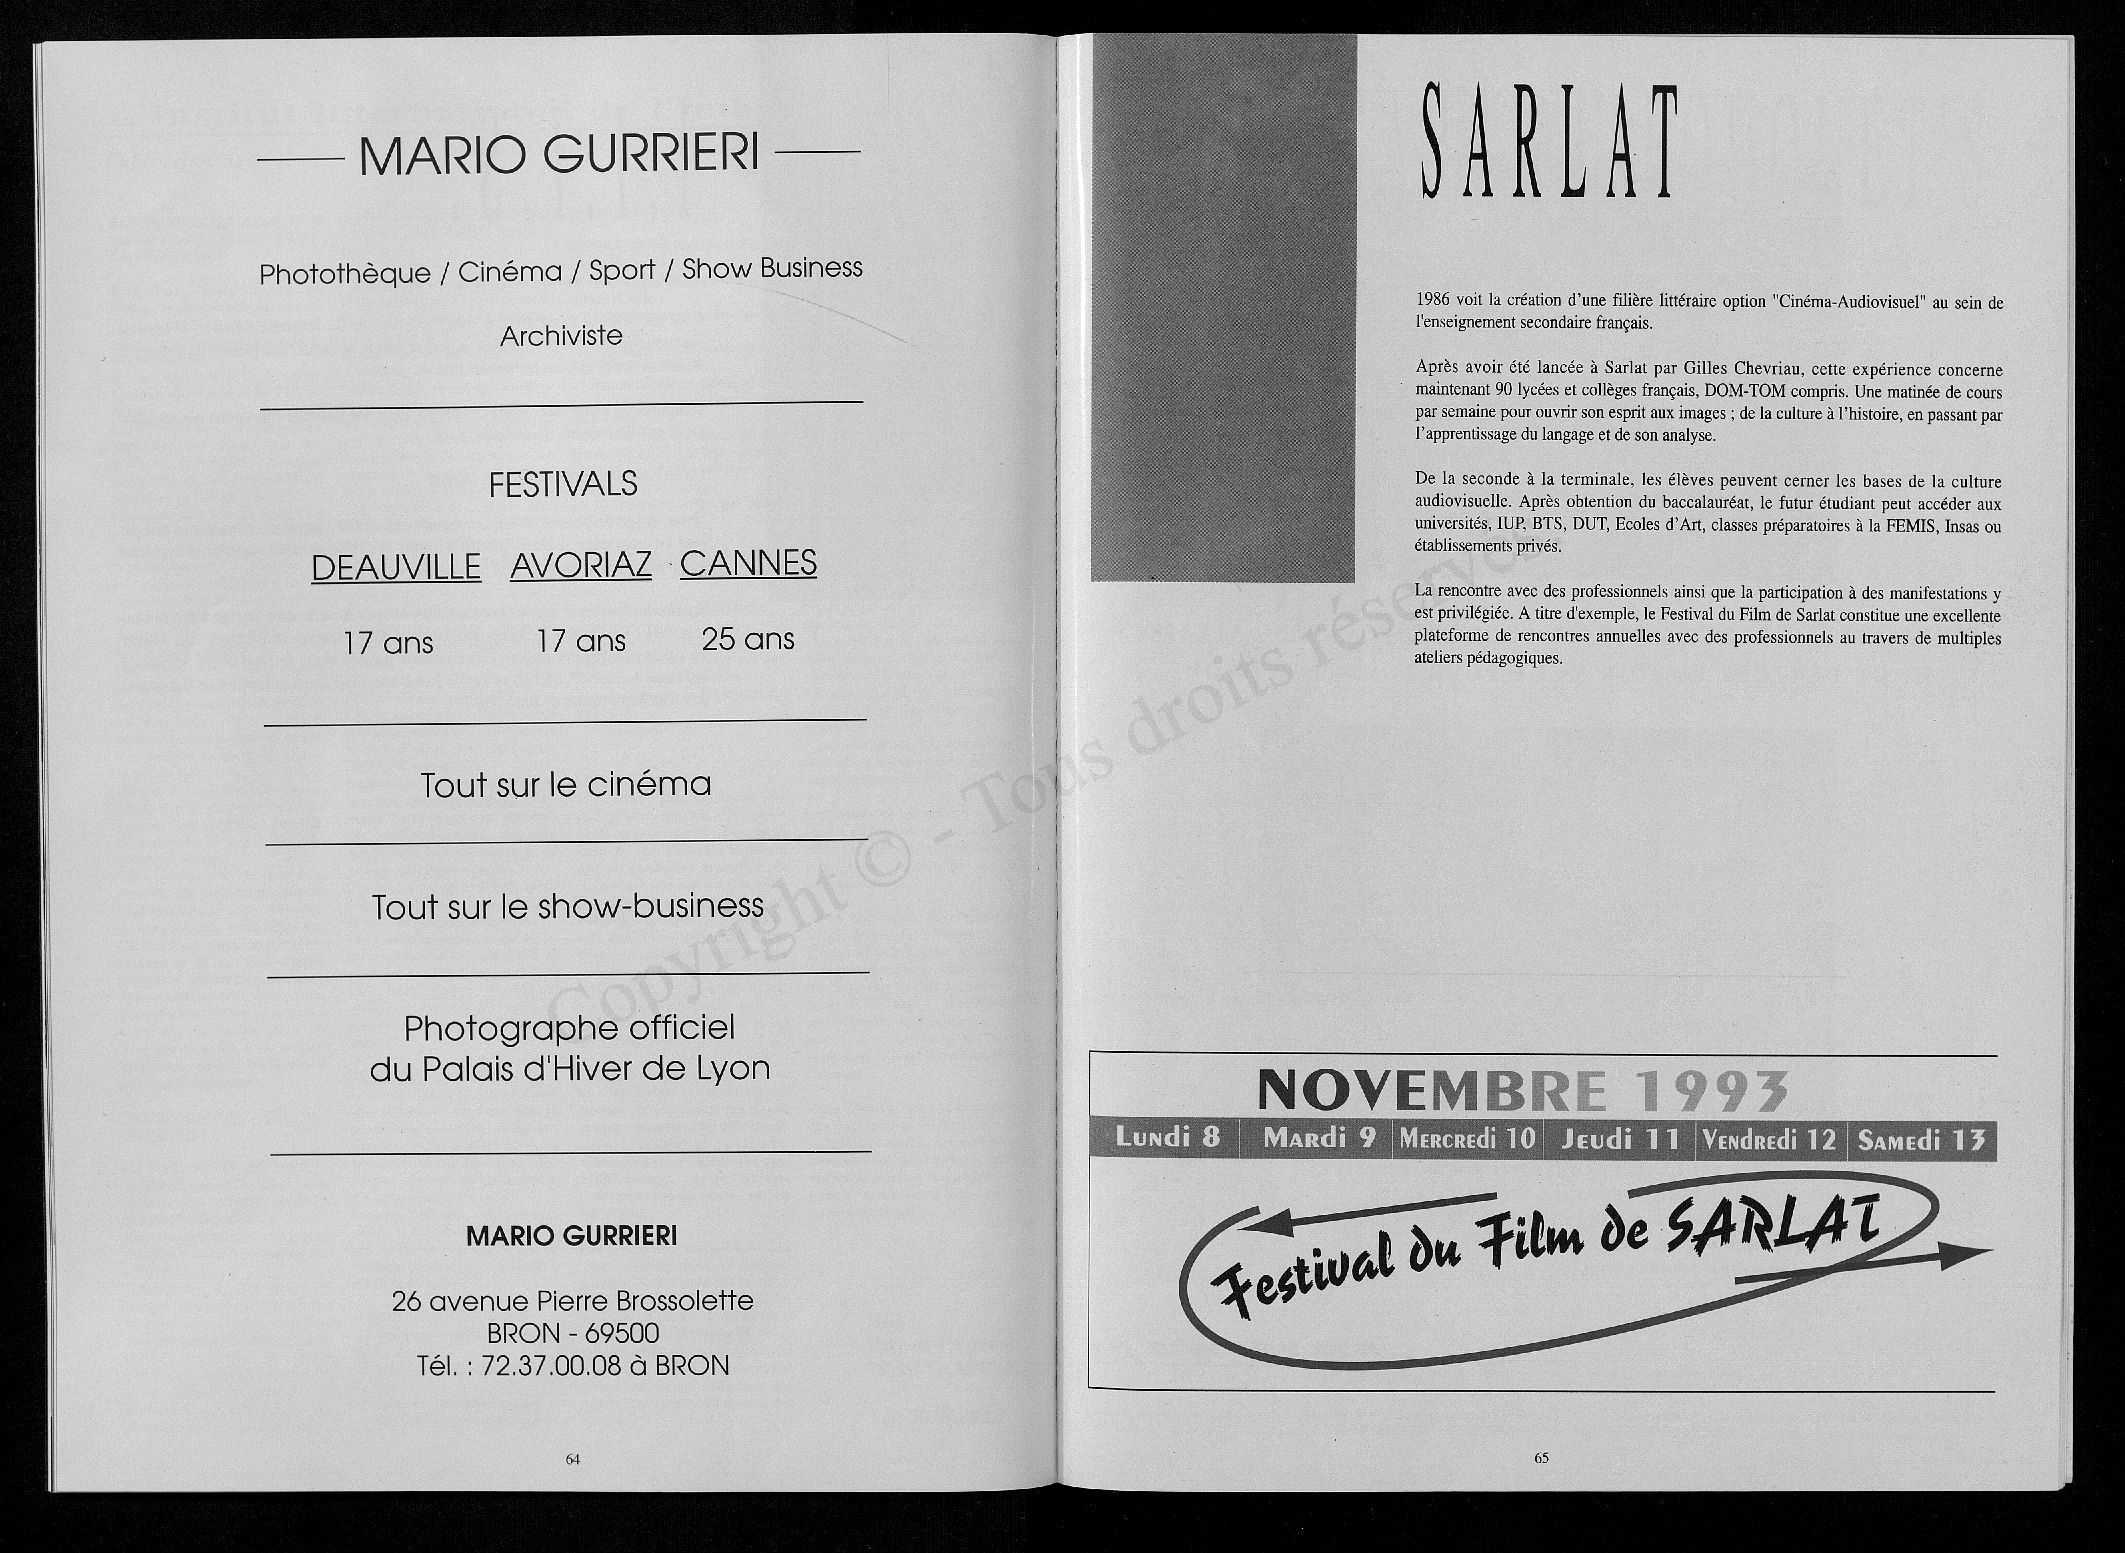 MARIO GURRIERI
Photothèque / Cinéma / Sport / Show Business
Archiviste
FESTIVALS
DEAUVILLE AVORIAZ CANNES
17 ans 17 ans 25 ans
Tout sur le cinéma
Tout sur le show-business
Photographe officiel
du Palais d'Hiver de Lyon
MARIO GURRIERI
26 avenue Pierre Brossolette
BRON - 69500
Tél. : 72.37.00.08 à BRON
64
SARLAT
1986 voit la création d'une filière littéraire option "Cinéma-Audiovisuel" au sein de
l'enseignement secondaire français.
Après avoir été lancée à Sarlat par Gilles Chevriau, cette expérience concerne
maintenant 90 lycées et collèges français, DOM-TOM compris. Une matinée de cours
par semaine pour ouvrir son esprit aux images ; de la culture à l'histoire, en passant par
l'apprentissage du langage et de son analyse.
De la seconde à la terminale, les élèves peuvent cerner les bases de la culture
audiovisuelle. Après obtention du baccalauréat, le futur étudiant peut accéder aux
universités, IUP, BTS, DUT, Ecoles d'Art, classes préparatoires à la FEMIS, Insas ou
établissements privés.
La rencontre avec des professionnels ainsi que la participation à des manifestations y
est privilégiée. A titre d'exemple, le Festival du Film de Sarlat constitue une excellente
plateforme de rencontres annuelles avec des professionnels au travers de multiples
ateliers pédagogiques.
NOVEMBRE 1993
Lundi 8 Mardi 9 Mercredi 10 Jeudi 11 Vendredi 12 Samedi 13
Festival du Film de SARLAT
65
Copyright © - Tous droits réservés